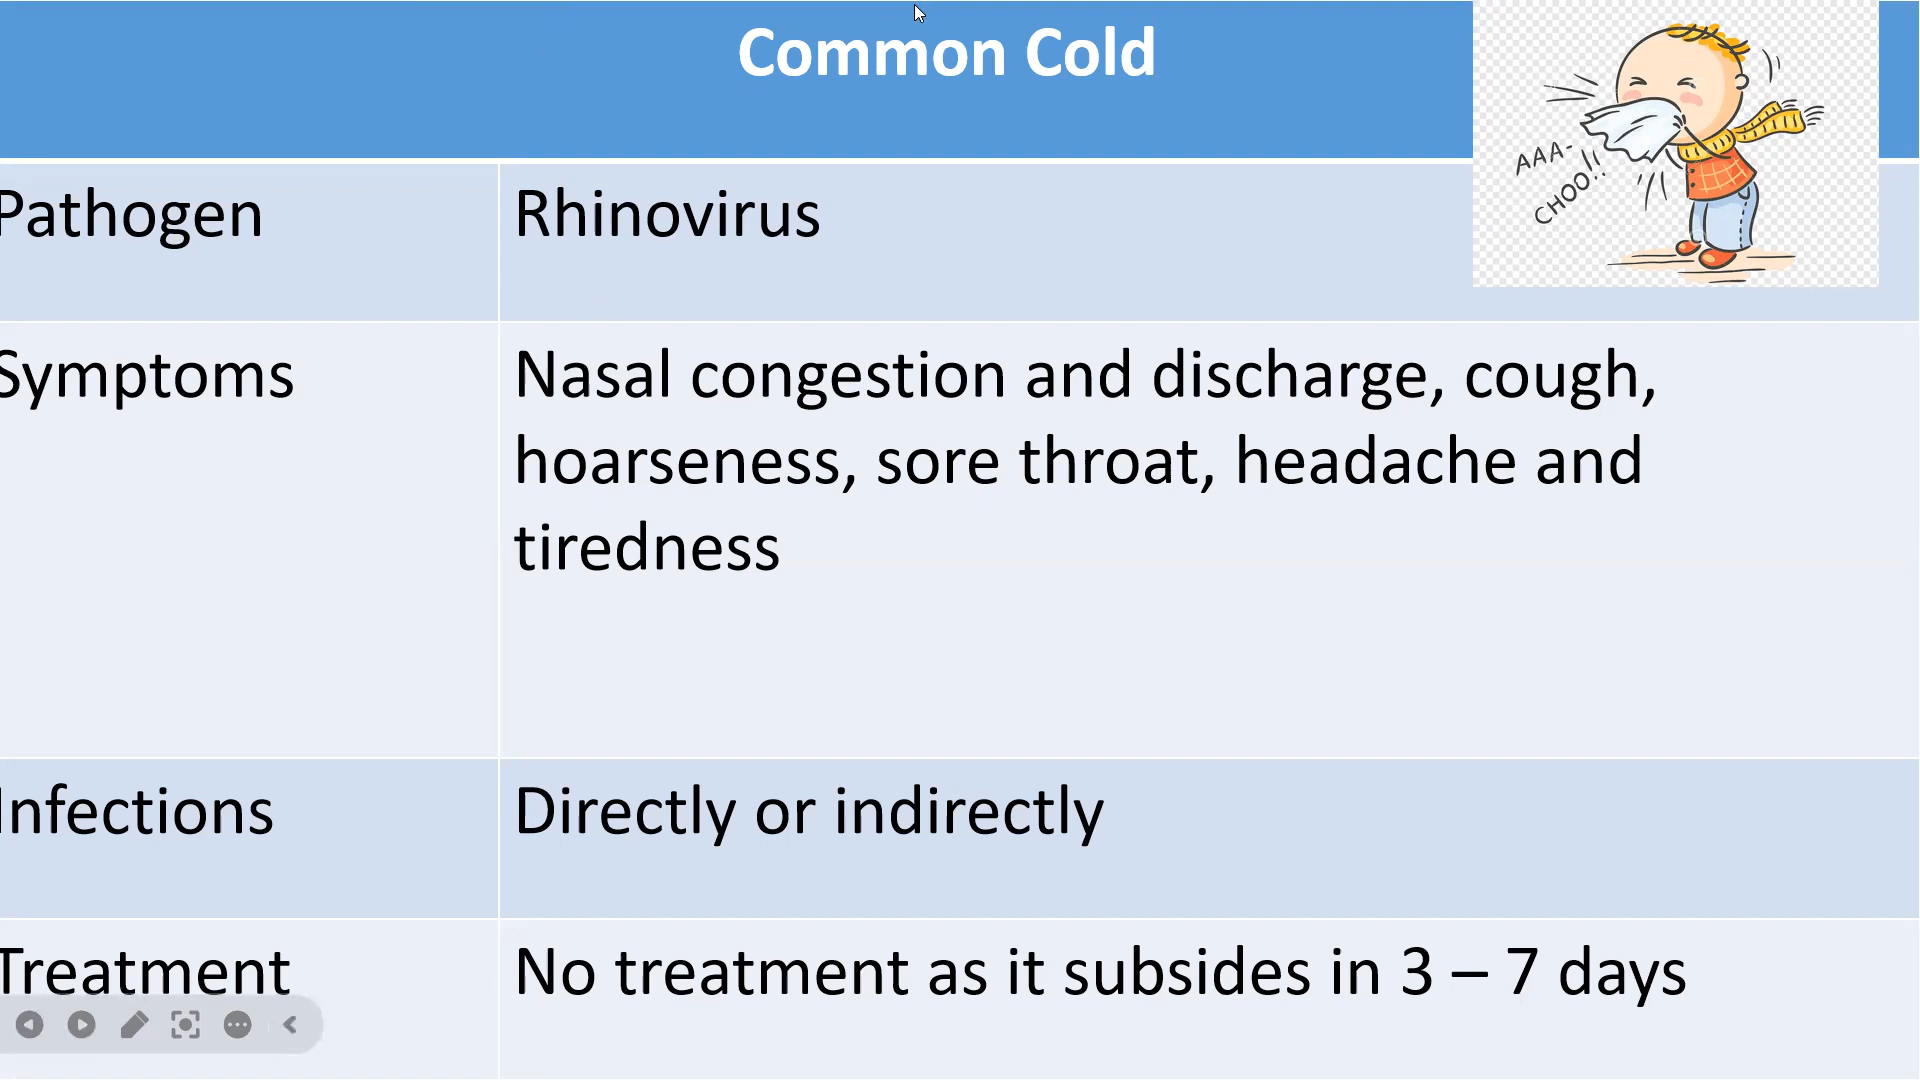 Common Cold
AAA-
CHOO!!
Pathogen
Rhinovirus
Symptoms
Nasal congestion and discharge, cough,
hoarseness, sore throat, headache and
tiredness
Infections
Directly or indirectly
Treatment
No treatment as it subsides in 3 – 7 days